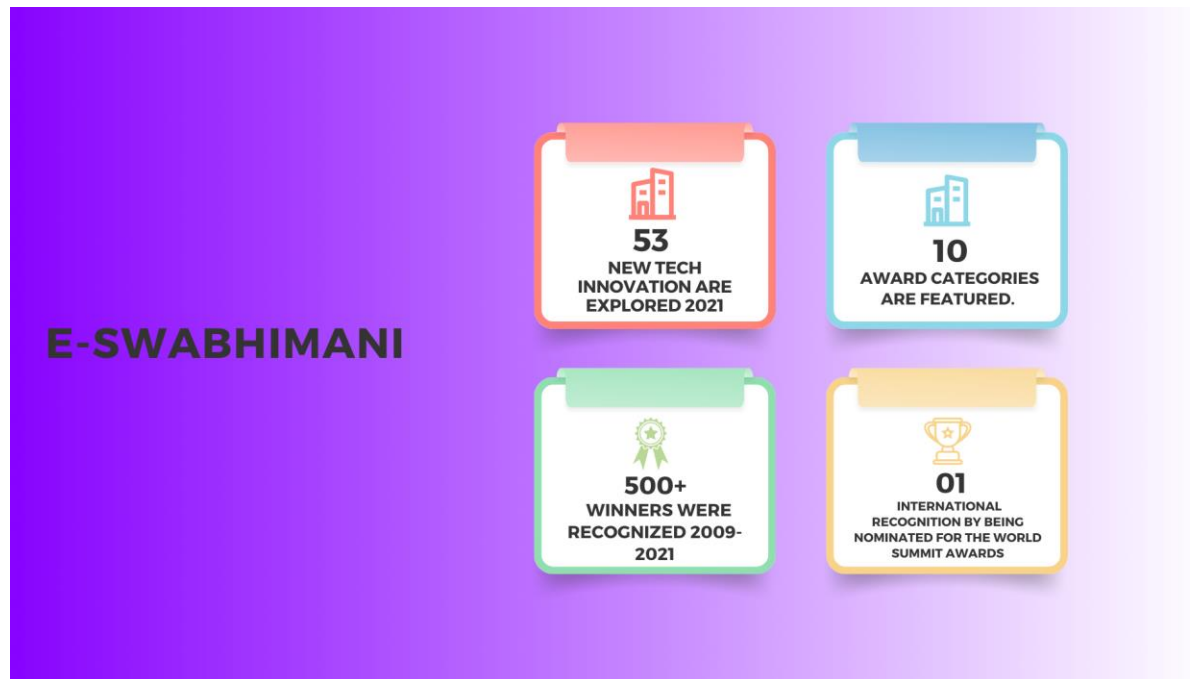 E-SWABHIMANI
53
NEW TECH
INNOVATION ARE
EXPLORED 2021
10
AWARD CATEGORIES
ARE FEATURED.
500+
WINNERS WERE
RECOGNIZED 2009-
2021
01
INTERNATIONAL
RECOGNITION BY BEING
NOMINATED FOR THE WORLD
SUMMIT AWARDS